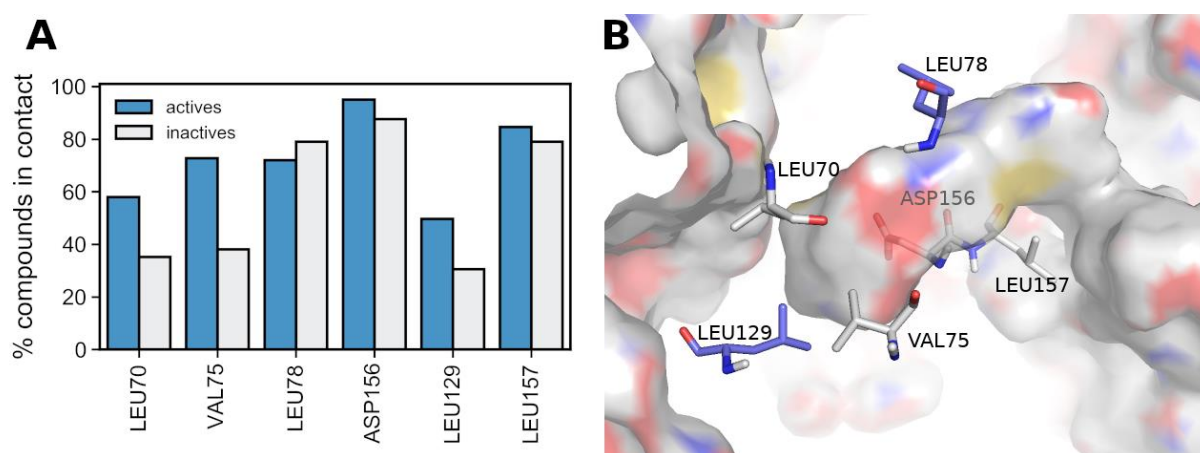 A
% compounds in contact
100
80
60
40
20
0
actives
inactives
LEU70
VAL75
LEU78
ASP156
LEU129
LEU157
B
LEU78
LEU70
ASP156
LEU157
LEU129
VAL75